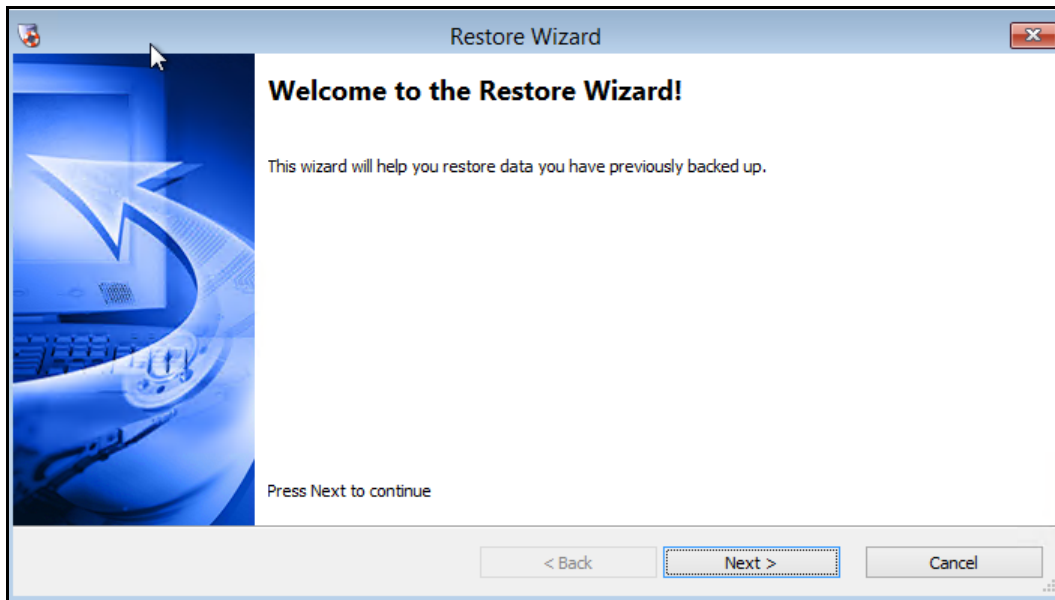 Restore Wizard
Welcome to the Restore Wizard!
This wizard will help you restore data you have previously backed up.
Press Next to continue
< Back
Next >
Cancel